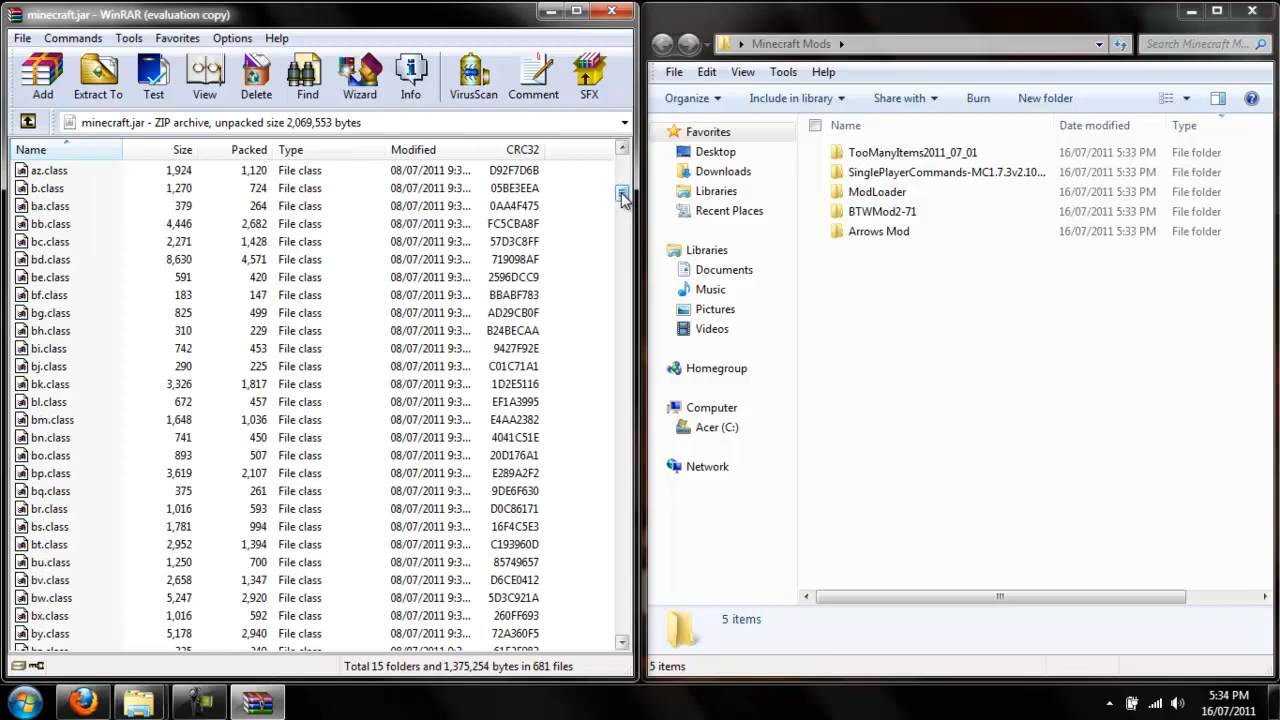 minecraft.jar - WinRAR (evaluation copy)
File Commands Tools Favorites Options Help
Add Extract To Test View Delete Find Wizard Info VirusScan Comment SFX
minecraft.jar - ZIP archive, unpacked size 2,069,553 bytes
Name Size Packed Type Modified CRC32
az.class 1,924 1,120 File class 08/07/2011 9:3... D92F7D6B
b.class 1,270 724 File class 08/07/2011 9:3... 05BE3EEA
ba.class 379 264 File class 08/07/2011 9:3... 0AA4F475
bb.class 4,446 2,682 File class 08/07/2011 9:3... FC5CBA8F
bc.class 2,271 1,428 File class 08/07/2011 9:3... 57D3C8FF
bd.class 8,630 4,571 File class 08/07/2011 9:3... 719098AF
be.class 591 420 File class 08/07/2011 9:3... 2596DCC9
bf.class 183 147 File class 08/07/2011 9:3... BBABF783
bg.class 825 499 File class 08/07/2011 9:3... AD29CB0F
bh.class 310 229 File class 08/07/2011 9:3... B24BECAA
bi.class 742 453 File class 08/07/2011 9:3... 9427F92E
bj.class 290 225 File class 08/07/2011 9:3... C01C71A1
bk.class 3,326 1,817 File class 08/07/2011 9:3... 1D2E5116
bl.class 672 457 File class 08/07/2011 9:3... EF1A3995
bm.class 1,648 1,036 File class 08/07/2011 9:3... E4AA2382
bn.class 741 450 File class 08/07/2011 9:3... 4041C51E
bo.class 893 507 File class 08/07/2011 9:3... 20D176A1
bp.class 3,619 2,107 File class 08/07/2011 9:3... E289A2F2
bq.class 375 261 File class 08/07/2011 9:3... 9DE6F630
br.class 1,016 593 File class 08/07/2011 9:3... D0C86171
bs.class 1,781 994 File class 08/07/2011 9:3... 16F4C5E3
bt.class 2,952 1,394 File class 08/07/2011 9:3... C193960D
bu.class 1,250 700 File class 08/07/2011 9:3... 85749657
bv.class 2,658 1,347 File class 08/07/2011 9:3... D6CE0412
bw.class 5,247 2,920 File class 08/07/2011 9:3... 5D3C921A
bx.class 1,016 592 File class 08/07/2011 9:3... 260FF693
by.class 5,178 2,940 File class 08/07/2011 9:3... 72A360F5
Total 15 folders and 1,375,254 bytes in 681 files
Minecraft Mods
Search Minecraft M...
File Edit View Tools Help
Organize Include in library Share with Burn New folder
Favorites
Desktop
Downloads
Libraries
Recent Places
Libraries
Documents
Music
Pictures
Videos
Homegroup
Computer
Acer (C:)
Network
Name Date modified Type
TooManyItems2011_07_01 16/07/2011 5:33 PM File folder
SinglePlayerCommands-MC1.7.3v2.10... 16/07/2011 5:33 PM File folder
ModLoader 16/07/2011 5:33 PM File folder
BTWMod2-71 16/07/2011 5:33 PM File folder
Arrows Mod 16/07/2011 5:33 PM File folder
5 items
5 items
5:34 PM
16/07/2011